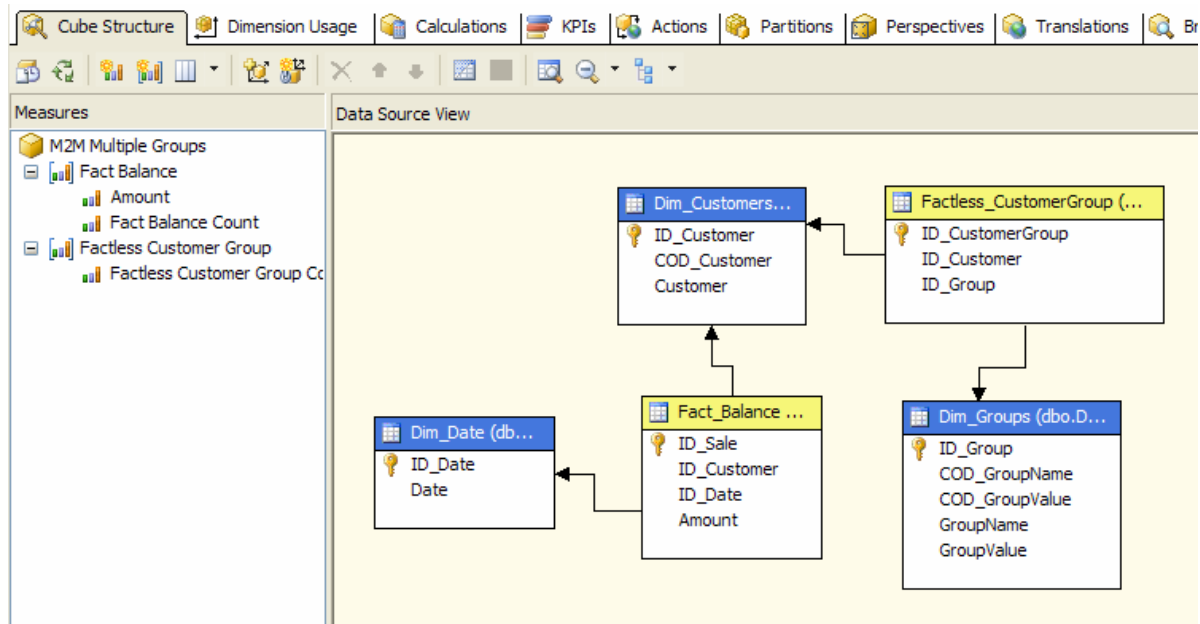 Cube Structure Dimension Usage Calculations KPIs Actions Partitions Perspectives Translations Br
Measures
M2M Multiple Groups
Fact Balance
Amount
Fact Balance Count
Factless Customer Group
Factless Customer Group Cc
Data Source View
Dim_Customers...
ID_Customer
COD_Customer
Customer
Factless_CustomerGroup (...
ID_CustomerGroup
ID_Customer
ID_Group
Dim_Date (db...
ID_Date
Date
Fact_Balance ...
ID_Sale
ID_Customer
ID_Date
Amount
Dim_Groups (dbo.D...
ID_Group
COD_GroupName
COD_GroupValue
GroupName
GroupValue